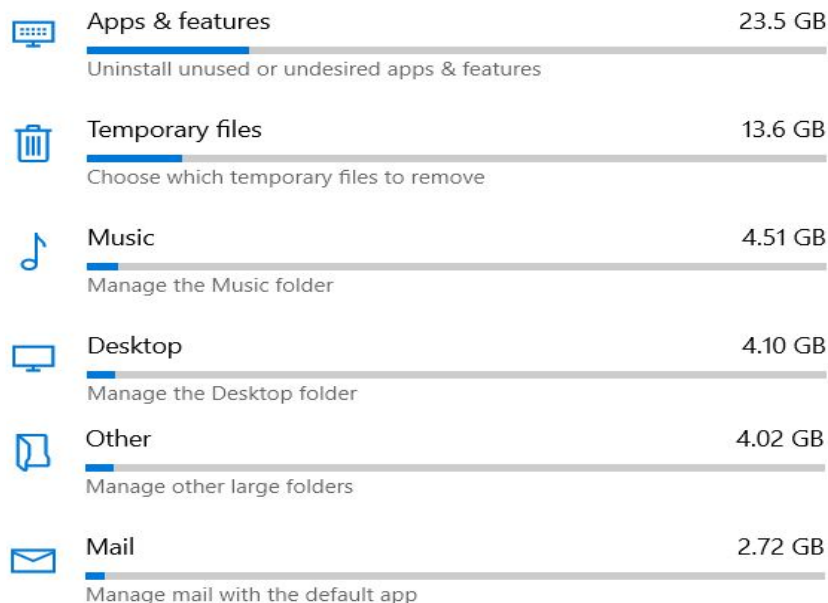 Apps & features 23.5 GB
Uninstall unused or undesired apps & features
Temporary files 13.6 GB
Choose which temporary files to remove
Music 4.51 GB
Manage the Music folder
Desktop 4.10 GB
Manage the Desktop folder
Other 4.02 GB
Manage other large folders
Mail 2.72 GB
Manage mail with the default app